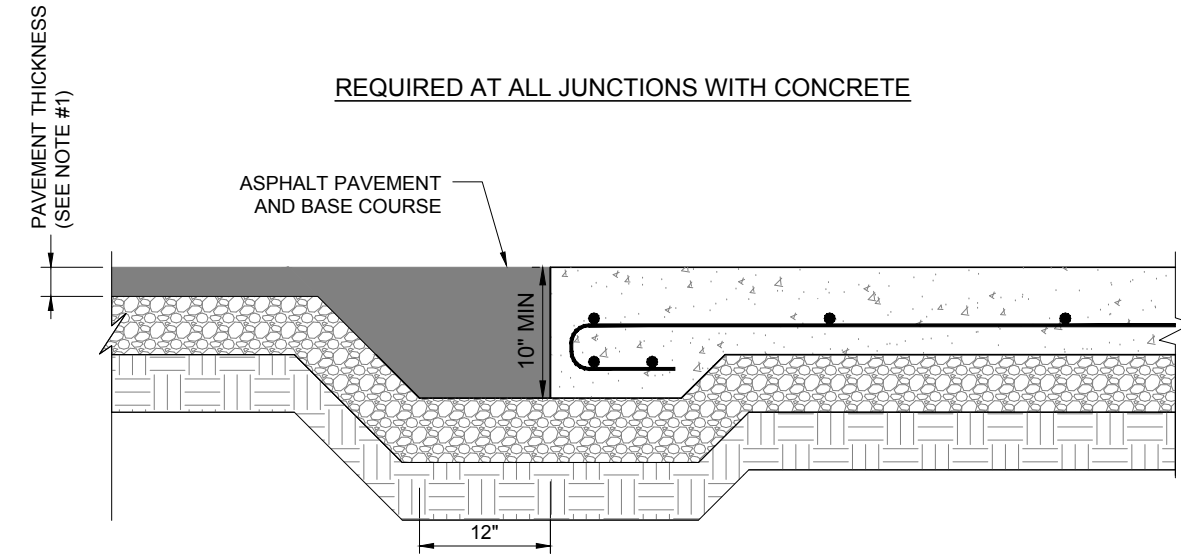 PAVEMENT THICKNESS
(SEE NOTE #1)
REQUIRED AT ALL JUNCTIONS WITH CONCRETE
ASPHALT PAVEMENT
AND BASE COURSE
10" MIN
12"